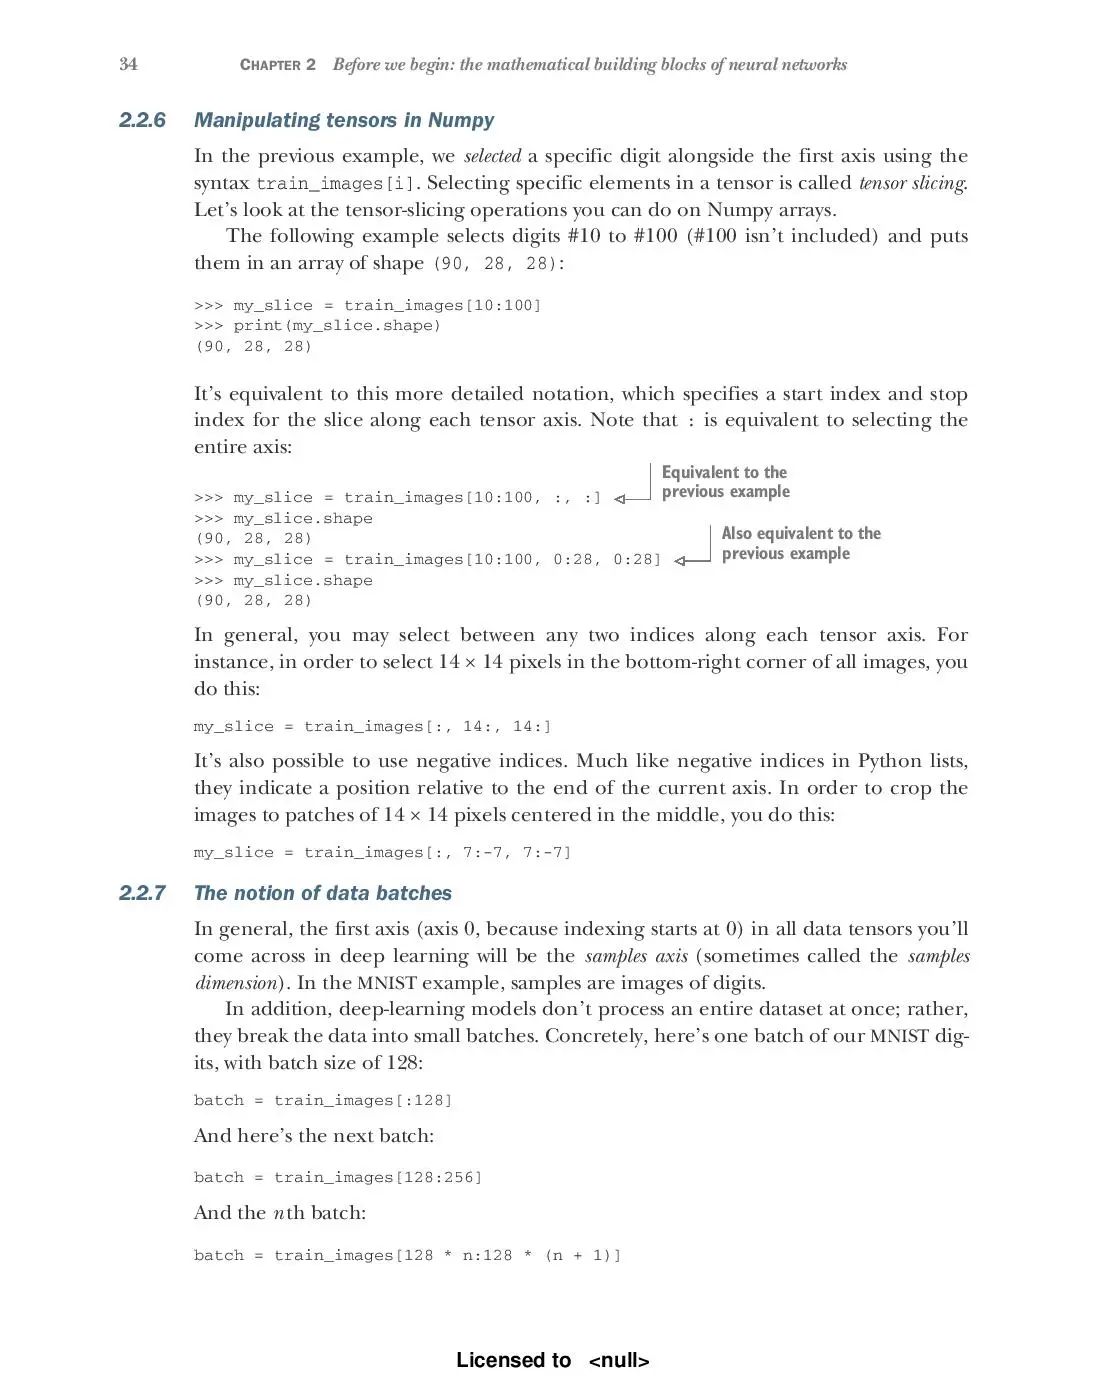 34 CHAPTER 2 Before we begin: the mathematical building blocks of neural networks
2.2.6 Manipulating tensors in Numpy
In the previous example, we selected a specific digit alongside the first axis using the
syntax train_images[i]. Selecting specific elements in a tensor is called tensor slicing.
Let’s look at the tensor-slicing operations you can do on Numpy arrays.
The following example selects digits #10 to #100 (#100 isn’t included) and puts
them in an array of shape (90, 28, 28):
>>> my_slice = train_images[10:100]
>>> print(my_slice.shape)
(90, 28, 28)
It’s equivalent to this more detailed notation, which specifies a start index and stop
index for the slice along each tensor axis. Note that : is equivalent to selecting the
entire axis:
Equivalent to the
previous example
>>> my_slice = train_images[10:100, :, :]
>>> my_slice.shape
(90, 28, 28)
Also equivalent to the
previous example
>>> my_slice = train_images[10:100, 0:28, 0:28]
>>> my_slice.shape
(90, 28, 28)
In general, you may select between any two indices along each tensor axis. For
instance, in order to select 14 × 14 pixels in the bottom-right corner of all images, you
do this:
my_slice = train_images[:, 14:, 14:]
It’s also possible to use negative indices. Much like negative indices in Python lists,
they indicate a position relative to the end of the current axis. In order to crop the
images to patches of 14 × 14 pixels centered in the middle, you do this:
my_slice = train_images[:, 7:-7, 7:-7]
2.2.7 The notion of data batches
In general, the first axis (axis 0, because indexing starts at 0) in all data tensors you’ll
come across in deep learning will be the samples axis (sometimes called the samples
dimension). In the MNIST example, samples are images of digits.
In addition, deep-learning models don’t process an entire dataset at once; rather,
they break the data into small batches. Concretely, here’s one batch of our MNIST dig-
its, with batch size of 128:
batch = train_images[:128]
And here’s the next batch:
batch = train_images[128:256]
And the nth batch:
batch = train_images[128 * n:128 * (n + 1)]
Licensed to <null>